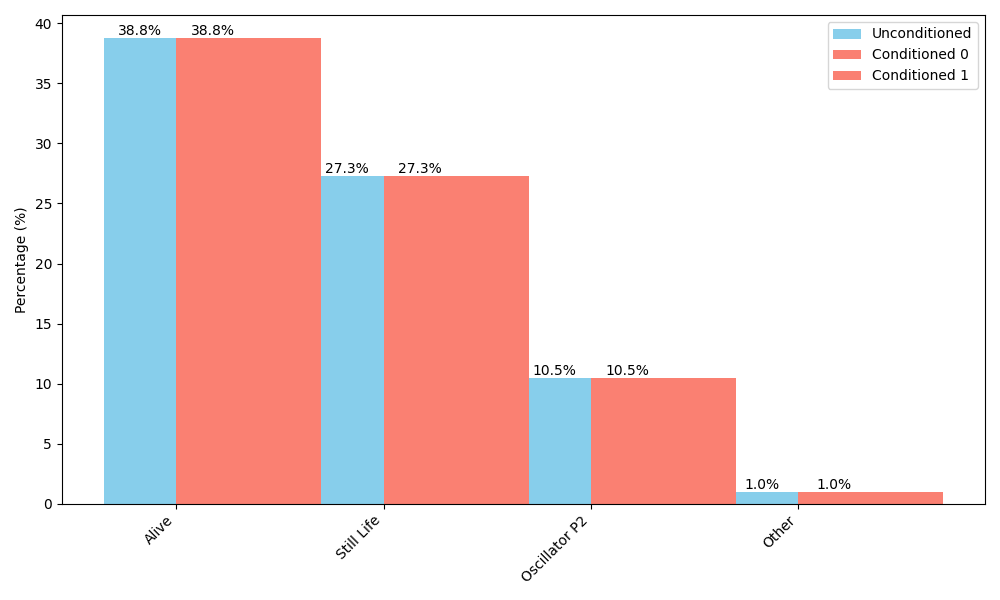 40
35
30
25
20
15
10
5
0
Percentage (%)
38.8% 38.8%
27.3% 27.3%
10.5% 10.5%
1.0% 1.0%
Unconditioned
Conditioned 0
Conditioned 1
Alive
Still Life
Oscillator P2
Other